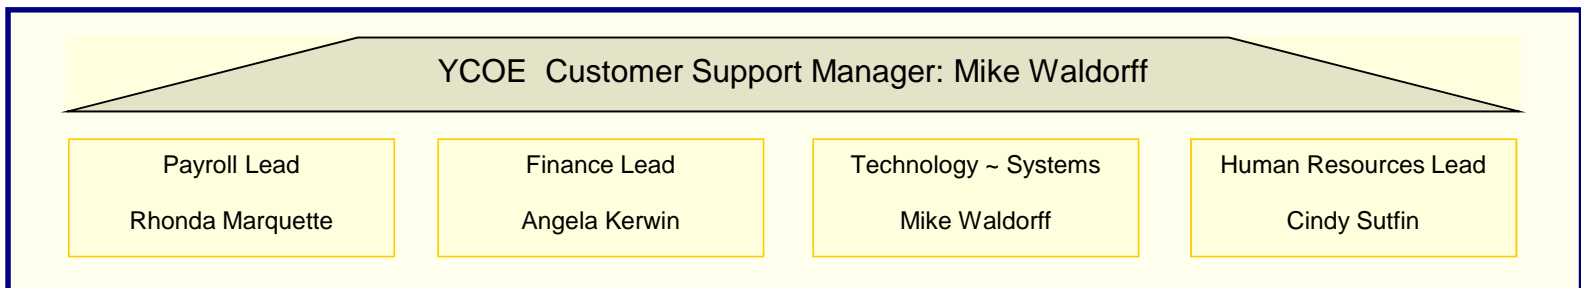 YCOE  Customer Support Manager: Mike Waldorff
Payroll Lead
Rhonda Marquette
Finance Lead
Angela Kerwin
Technology ~ Systems
Mike Waldorff
Human Resources Lead
Cindy Sutfin